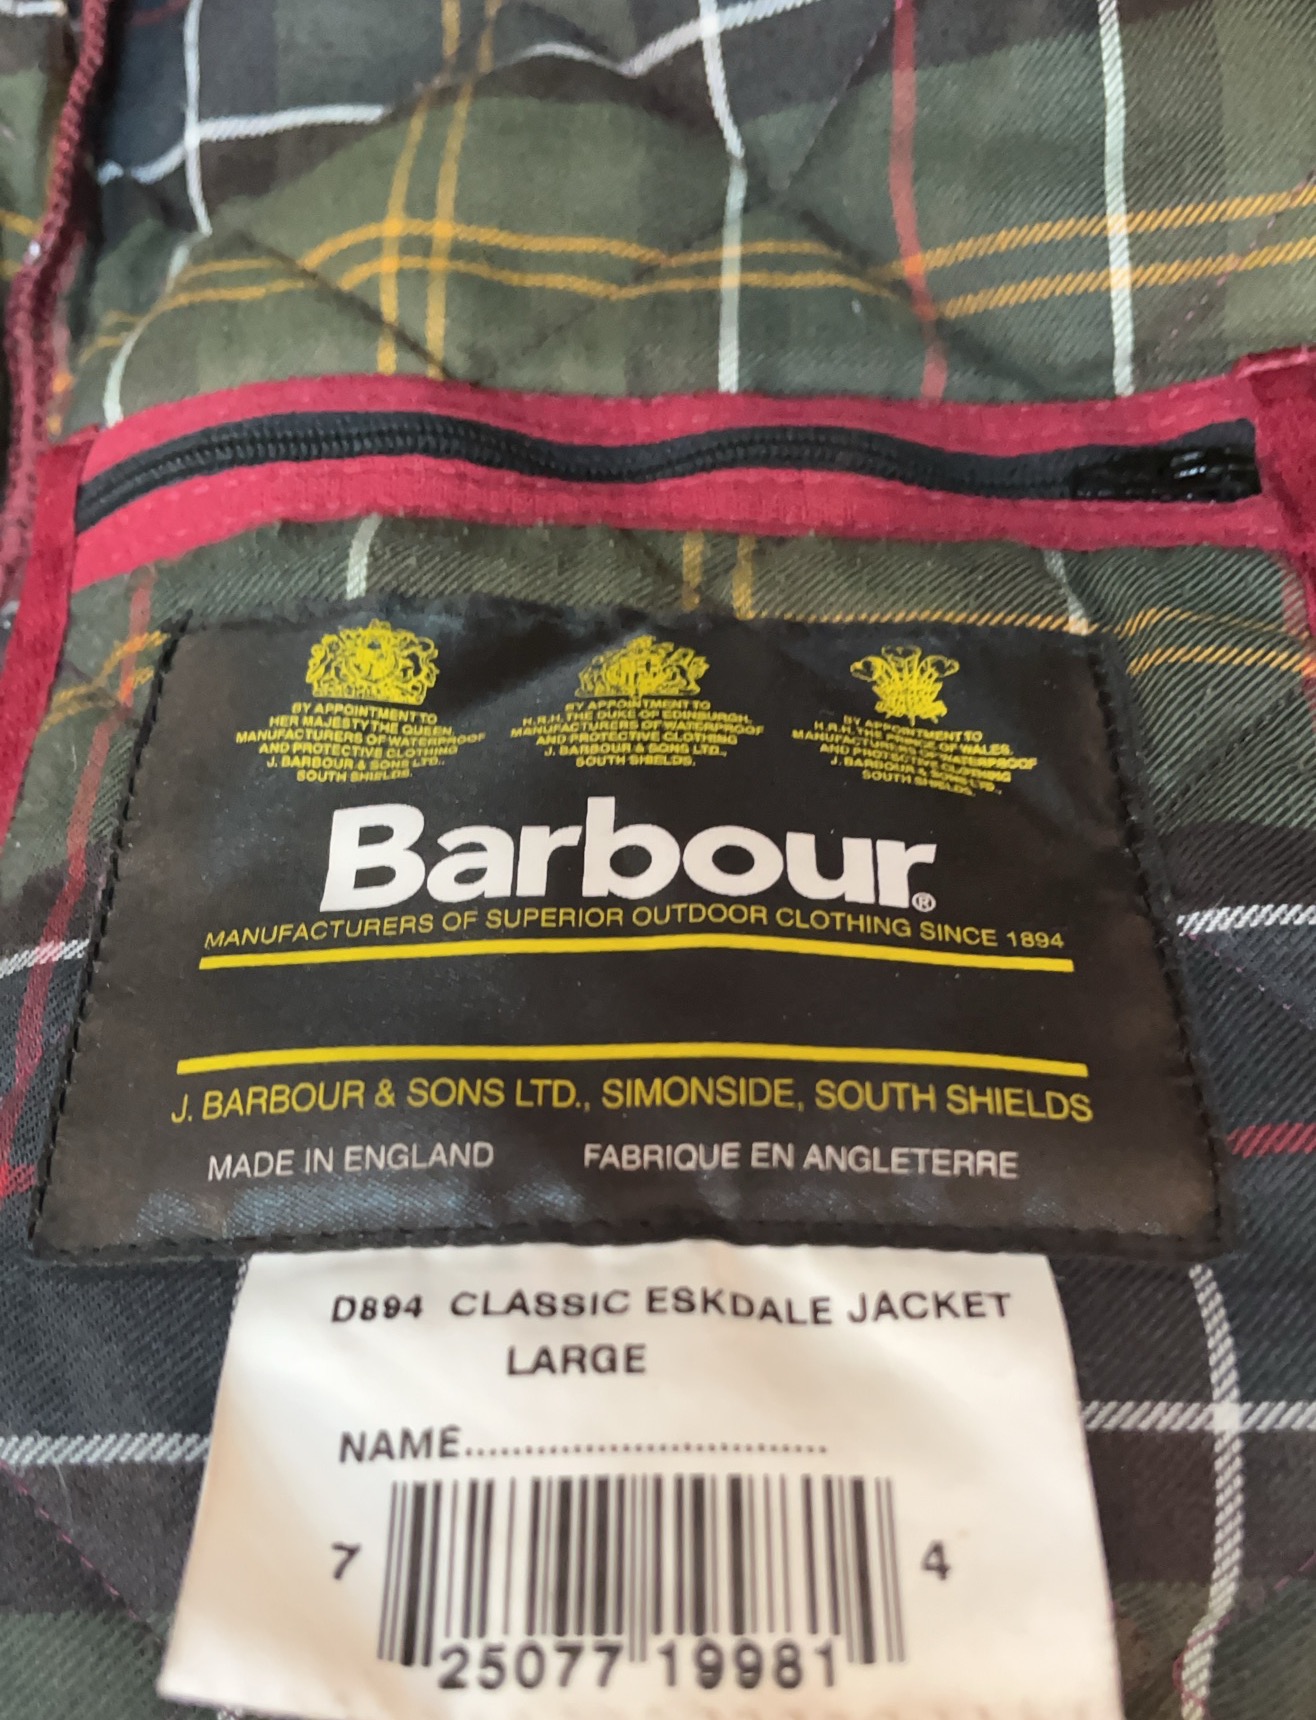 BY APPOINTMENT TO
HER MAJESTY THE QUEEN
MANUFACTURERS OF WATERPROOF
AND PROTECTIVE CLOTHING
J. BARBOUR & SONS LTD.,
SOUTH SHIELDS.
BY APPOINTMENT TO
H.R.H. THE DUKE OF EDINBURGH,
MANUFACTURERS OF WATERPROOF
AND PROTECTIVE CLOTHING
J. BARBOUR & SONS LTD.,
SOUTH SHIELDS.
BY APPOINTMENT TO
H.R.H. THE PRINCE OF WALES,
MANUFACTURERS OF WATERPROOF
AND PROTECTIVE CLOTHING
J. BARBOUR & SONS LTD.,
SOUTH SHIELDS.
Barbour®
MANUFACTURERS OF SUPERIOR OUTDOOR CLOTHING SINCE 1894
J. BARBOUR & SONS LTD., SIMONSIDE, SOUTH SHIELDS
MADE IN ENGLAND FABRIQUE EN ANGLETERRE
D894 CLASSIC ESKDALE JACKET
LARGE
NAME..............................
7 25077 19981 4